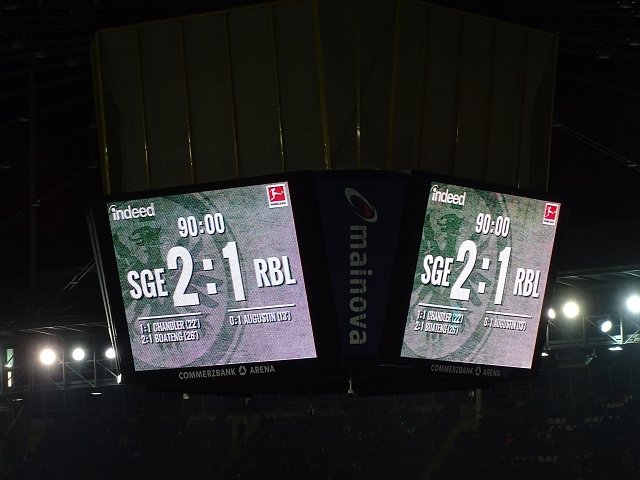 indeed
90:00
SGE 2:1 RBL
1:1 CHANDLER (22')
2:1 BOATENG (26')
0:1 AUGUSTIN (13')
COMMERZBANK ARENA
mainova
indeed
90:00
SGE 2:1 RBL
1:1 CHANDLER (22')
2:1 BOATENG (26')
0:1 AUGUSTIN (13')
COMMERZBANK ARENA